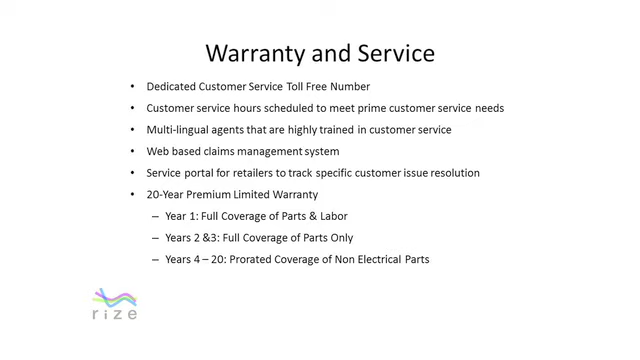 Warranty and Service
• Dedicated Customer Service Toll Free Number
• Customer service hours scheduled to meet prime customer service needs
• Multi-lingual agents that are highly trained in customer service
• Web based claims management system
• Service portal for retailers to track specific customer issue resolution
• 20-Year Premium Limited Warranty
– Year 1: Full Coverage of Parts & Labor
– Years 2 &3: Full Coverage of Parts Only
– Years 4 – 20: Prorated Coverage of Non Electrical Parts
rize